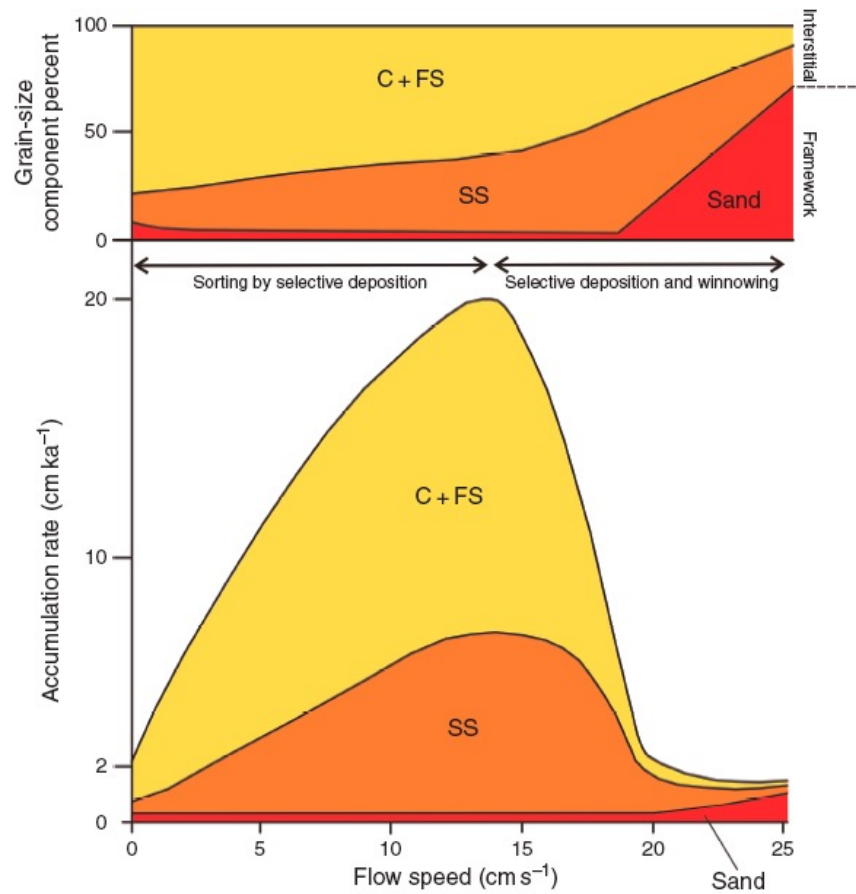 100
50
0
Grain-size
component percent
C + FS
SS
Sand
Interstitial
Framework
Sorting by selective deposition
Selective deposition and winnowing
20
10
2
0
Accumulation rate (cm ka⁻¹)
C + FS
SS
0 5 10 15 20 25
Flow speed (cm s⁻¹)
Sand